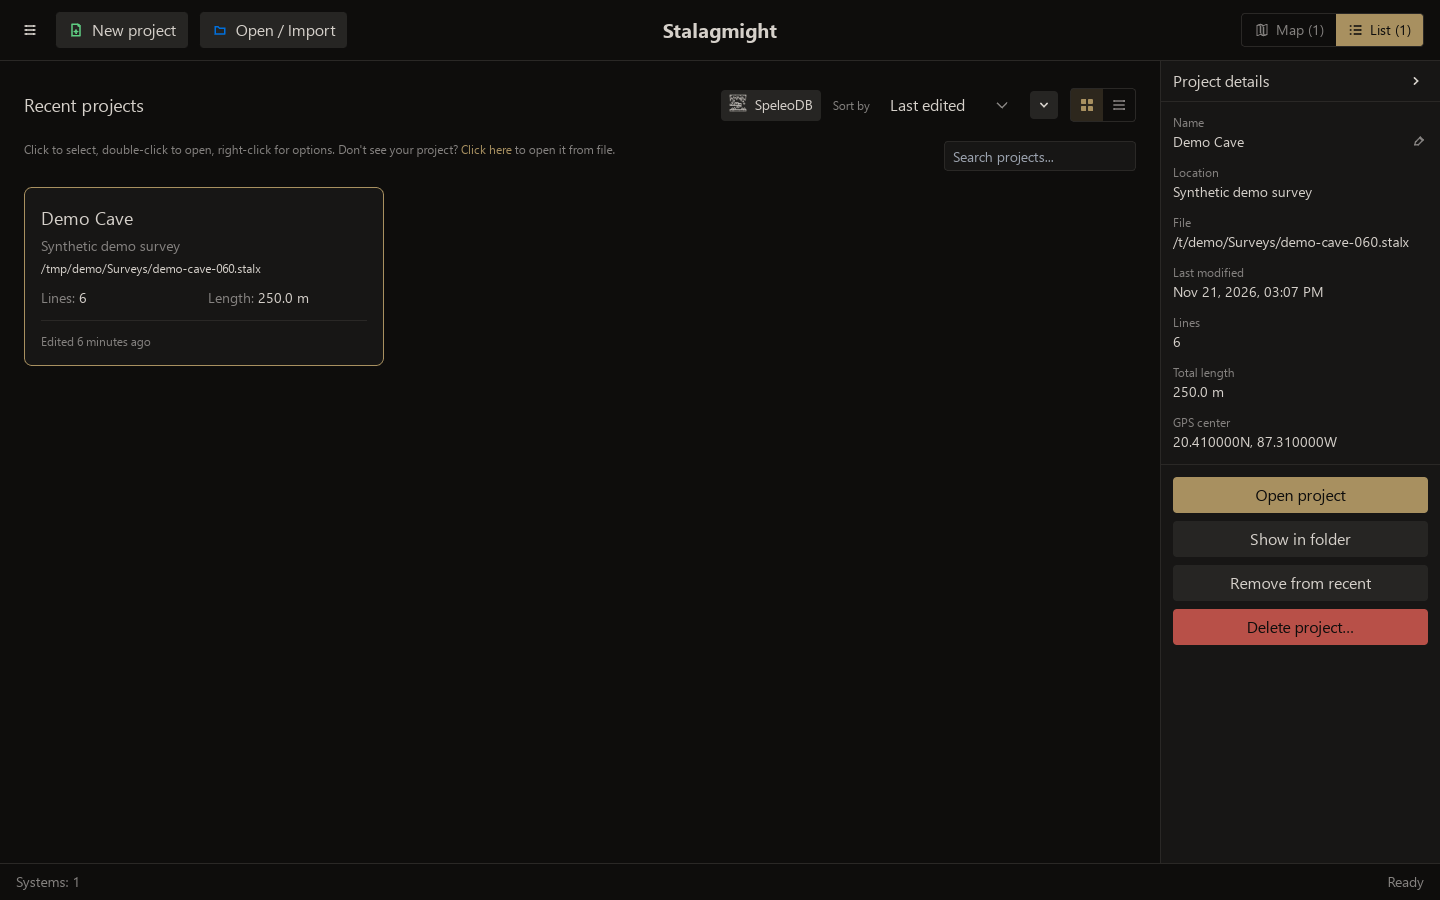 New project
Open / Import
Stalagmight
Map (1)
List (1)
Recent projects
SpeleoDB
Sort by
Last edited
Click to select, double-click to open, right-click for options. Don't see your project? Click here to open it from file.
Search projects...
Demo Cave
Synthetic demo survey
/tmp/demo/Surveys/demo-cave-060.stalx
Lines: 6
Length: 250.0 m
Edited 6 minutes ago
Project details
Name
Demo Cave
Location
Synthetic demo survey
File
/t/demo/Surveys/demo-cave-060.stalx
Last modified
Nov 21, 2026, 03:07 PM
Lines
6
Total length
250.0 m
GPS center
20.410000N, 87.310000W
Open project
Show in folder
Remove from recent
Delete project...
Systems: 1
Ready